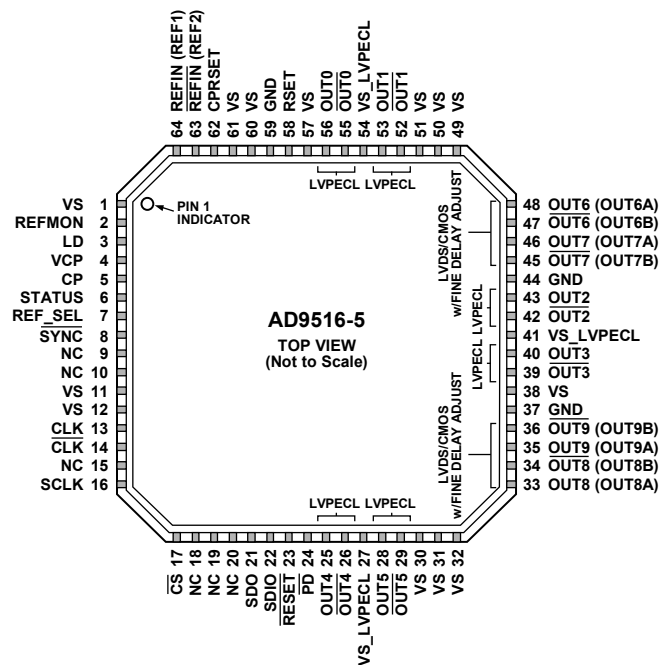 64 REFIN (REF1)
63 REFIN (REF2)
62 CPRSET
61 VS
60 VS
59 GND
58 RSET
57 VS
56 OUT0
55 OUT0
54 VS_LVPECL
53 OUT1
52 OUT1
51 VS
50 VS
49 VS
LVPECL LVPECL
VS 1
REFMON 2
LD 3
VCP 4
CP 5
STATUS 6
REF_SEL 7
SYNC 8
NC 9
NC 10
VS 11
VS 12
CLK 13
CLK 14
NC 15
SCLK 16
PIN 1
INDICATOR
AD9516-5
TOP VIEW
(Not to Scale)
LVDS/CMOS
w/FINE DELAY ADJUST
LVPECL
LVPECL
LVDS/CMOS
w/FINE DELAY ADJUST
48 OUT6 (OUT6A)
47 OUT6 (OUT6B)
46 OUT7 (OUT7A)
45 OUT7 (OUT7B)
44 GND
43 OUT2
42 OUT2
41 VS_LVPECL
40 OUT3
39 OUT3
38 VS
37 GND
36 OUT9 (OUT9B)
35 OUT9 (OUT9A)
34 OUT8 (OUT8B)
33 OUT8 (OUT8A)
LVPECL LVPECL
CS 17
NC 18
NC 19
NC 20
SDO 21
SDIO 22
RESET 23
PD 24
OUT4 25
OUT4 26
VS_LVPECL 27
OUT5 28
OUT5 29
VS 30
VS 31
VS 32